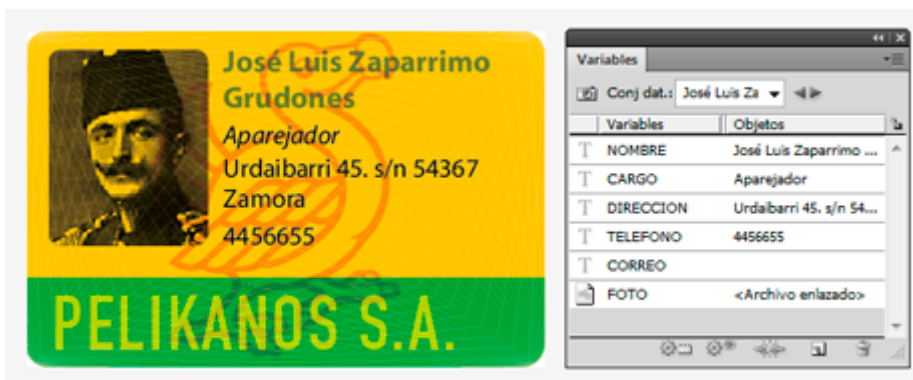 José Luis Zaparrimo
Grudones
Aparejador
Urdaibarri 45. s/n 54367
Zamora
4456655
PELIKANOS S.A.
Variables
Conj dat.: José Luis Za
Variables Objetos
T NOMBRE José Luis Zaparrimo ...
T CARGO Aparejador
T DIRECCION Urdaibarri 45. s/n 54...
T TELEFONO 4456655
T CORREO
FOTO <Archivo enlazado>